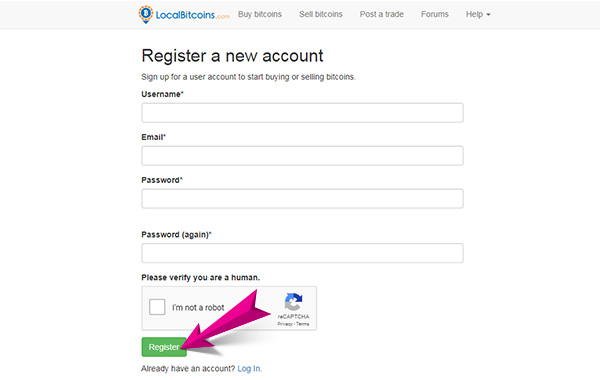 LocalBitcoins.com Buy bitcoins Sell bitcoins Post a trade Forums Help
Register a new account
Sign up for a user account to start buying or selling bitcoins.
Username*
Email*
Password*
Password (again)*
Please verify you are a human.
I'm not a robot
reCAPTCHA
Privacy - Terms
Register
Already have an account? Log In.